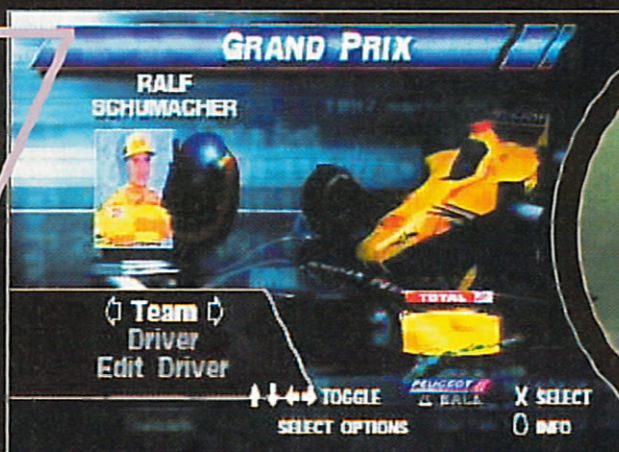 GRAND PRIX
RALF
SCHUMACHER
Team
Driver
Edit Driver
TOTAL
PEUGEOT
TOGGLE
X SELECT
SELECT OPTIONS
INFO